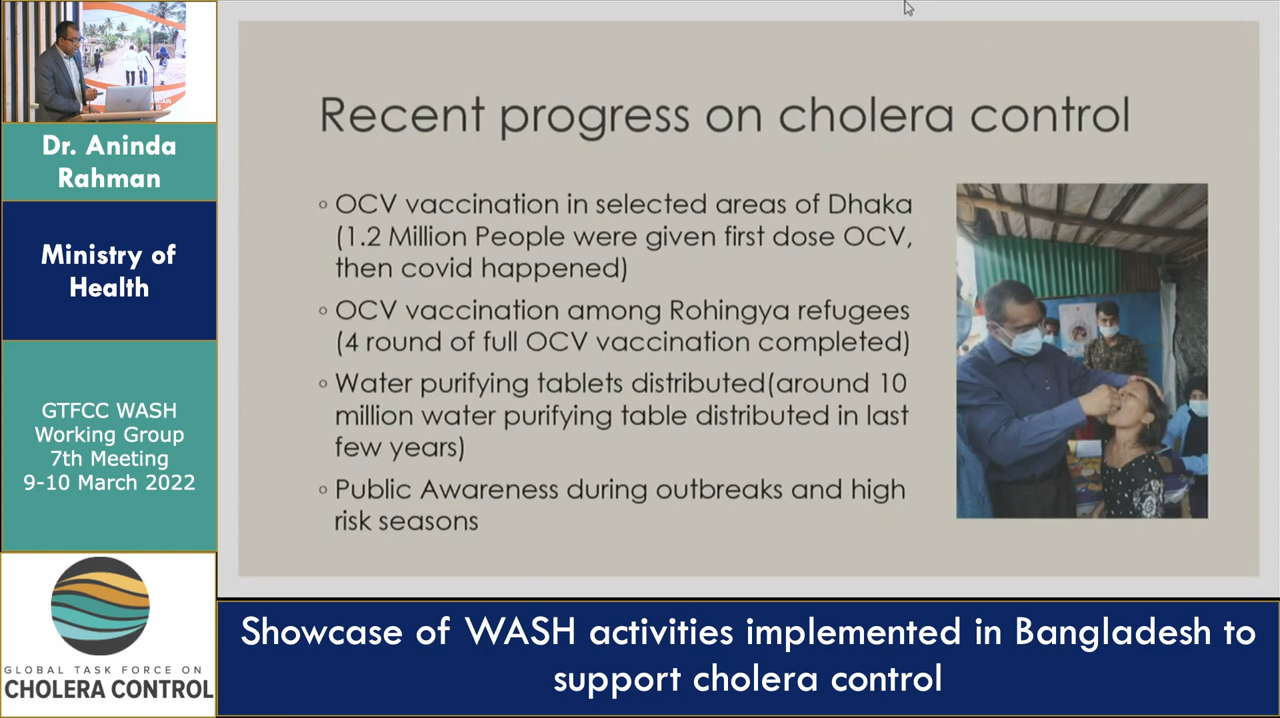 Dr. Aninda
Rahman
Ministry of
Health
GTFCC WASH
Working Group
7th Meeting
9-10 March 2022
GLOBAL TASK FORCE ON
CHOLERA CONTROL
Recent progress on cholera control
◦ OCV vaccination in selected areas of Dhaka
(1.2 Million People were given first dose OCV,
then covid happened)
◦ OCV vaccination among Rohingya refugees
(4 round of full OCV vaccination completed)
◦ Water purifying tablets distributed(around 10
million water purifying table distributed in last
few years)
◦ Public Awareness during outbreaks and high
risk seasons
Showcase of WASH activities implemented in Bangladesh to
support cholera control